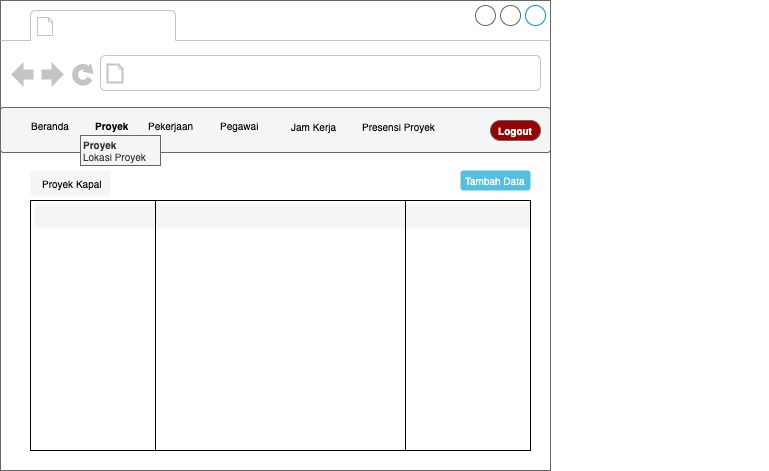 Beranda Proyek Pekerjaan Pegawai Jam Kerja Presensi Proyek Logout
Proyek
Lokasi Proyek
Proyek Kapal Tambah Data